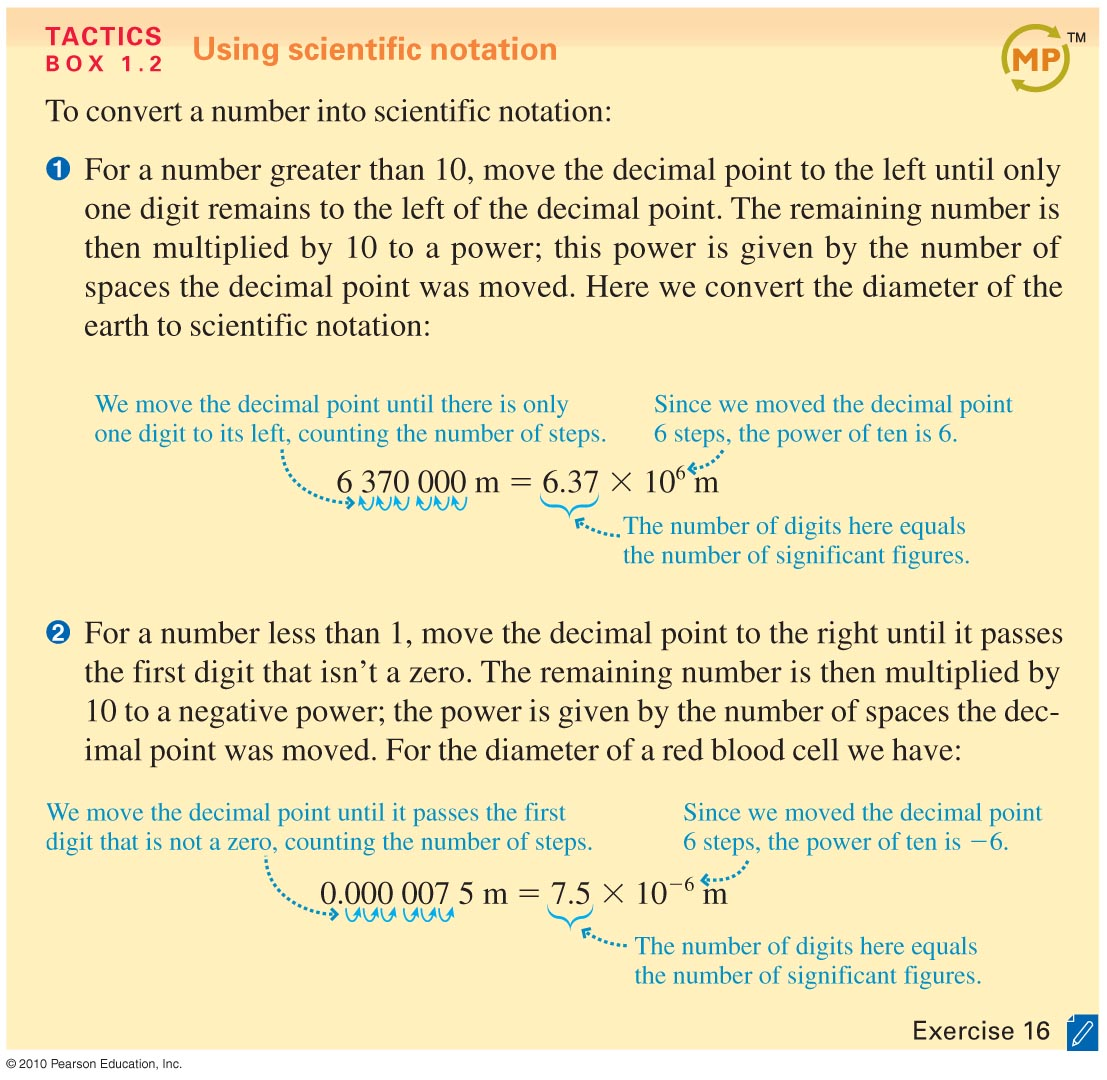 TACTICS
BOX 1.2
Using scientific notation
MP
TM
To convert a number into scientific notation:
1 For a number greater than 10, move the decimal point to the left until only
one digit remains to the left of the decimal point. The remaining number is
then multiplied by 10 to a power; this power is given by the number of
spaces the decimal point was moved. Here we convert the diameter of the
earth to scientific notation:
We move the decimal point until there is only
one digit to its left, counting the number of steps.
Since we moved the decimal point
6 steps, the power of ten is 6.
6 370 000 m = 6.37 × 10⁶ m
The number of digits here equals
the number of significant figures.
2 For a number less than 1, move the decimal point to the right until it passes
the first digit that isn’t a zero. The remaining number is then multiplied by
10 to a negative power; the power is given by the number of spaces the dec-
imal point was moved. For the diameter of a red blood cell we have:
We move the decimal point until it passes the first
digit that is not a zero, counting the number of steps.
Since we moved the decimal point
6 steps, the power of ten is −6.
0.000 007 5 m = 7.5 × 10⁻⁶ m
The number of digits here equals
the number of significant figures.
Exercise 16
© 2010 Pearson Education, Inc.